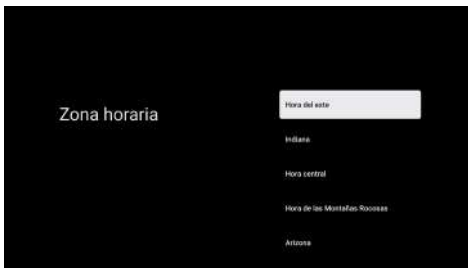 Zona horaria
Hora del este
Indiana
Hora central
Hora de las Montañas Rocosas
Arizona